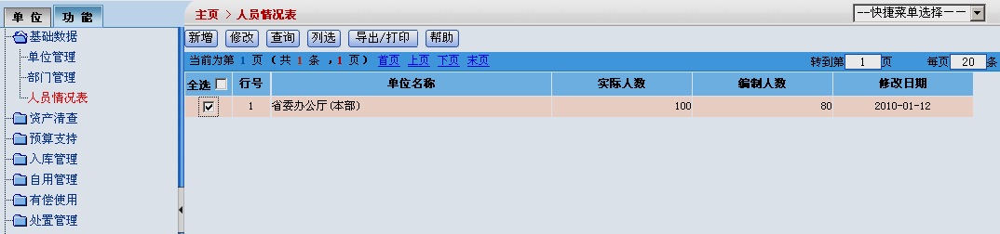 单 位 功 能
基础数据
单位管理
部门管理
人员情况表
资产清查
预算支持
入库管理
自用管理
有偿使用
处置管理
主页 > 人员情况表
--快捷菜单选择－－
新增 修改 查询 列选 导出/打印 帮助
当前为第 1 页 (共 1 条 ,1 页) 首页 上页 下页 末页 转到第 1 页 每页 20 条
全选 行号 单位名称 实际人数 编制人数 修改日期
1 省委办公厅(本部) 100 80 2010-01-12